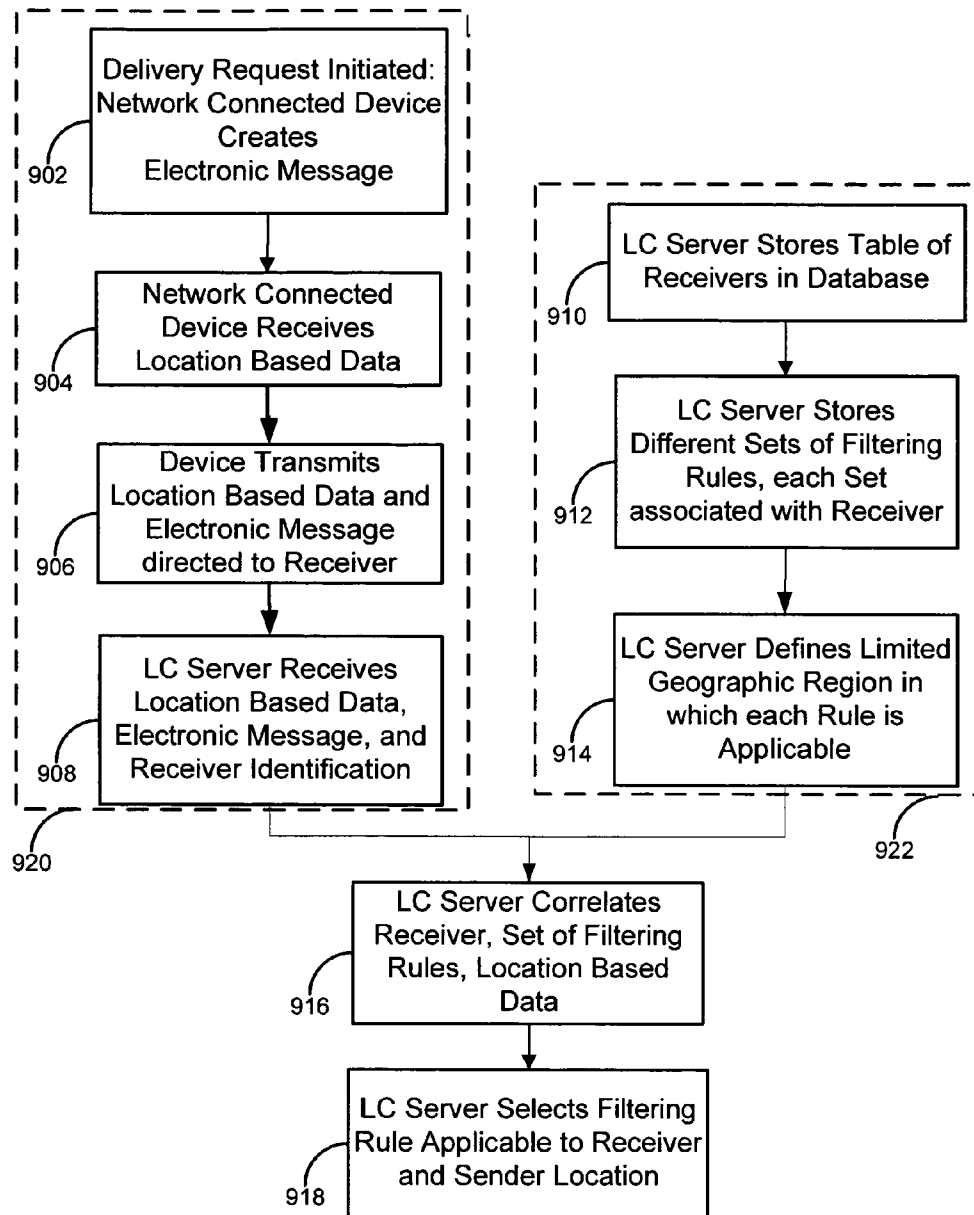 Delivery Request Initiated:
Network Connected Device
Creates
Electronic Message
902
Network Connected
Device Receives
Location Based Data
904
Device Transmits
Location Based Data and
Electronic Message
directed to Receiver
906
LC Server Receives
Location Based Data,
Electronic Message, and
Receiver Identification
908
920
LC Server Stores Table of
Receivers in Database
910
LC Server Stores
Different Sets of Filtering
Rules, each Set
associated with Receiver
912
LC Server Defines Limited
Geographic Region in
which each Rule is
Applicable
914
922
LC Server Correlates
Receiver, Set of Filtering
Rules, Location Based
Data
916
LC Server Selects Filtering
Rule Applicable to Receiver
and Sender Location
918